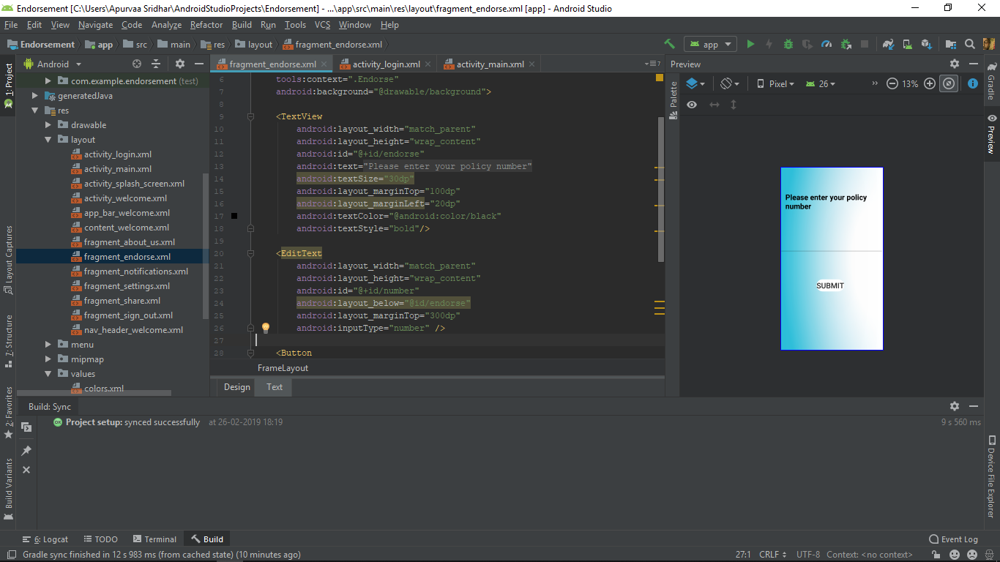 Endorsement [C:\Users\Apurvaa Sridhar\AndroidStudioProjects\Endorsement] - ...\app\src\main\res\layout\fragment_endorse.xml [app] - Android Studio
File Edit View Navigate Code Analyze Refactor Build Run Tools VCS Window Help
Endorsement app src main res layout fragment_endorse.xml
app
1: Project
Layout Captures
7: Structure
2: Favorites
Build Variants
Android
com.example.endorsement (test)
generatedJava
res
drawable
layout
activity_login.xml
activity_main.xml
activity_splash_screen.xml
activity_welcome.xml
app_bar_welcome.xml
content_welcome.xml
fragment_about_us.xml
fragment_endorse.xml
fragment_notifications.xml
fragment_settings.xml
fragment_share.xml
fragment_sign_out.xml
nav_header_welcome.xml
menu
mipmap
values
colors.xml
fragment_endorse.xml activity_login.xml activity_main.xml
7
6 tools:context=".Endorse"
7 android:background="@drawable/background">
8
9 <TextView
10 android:layout_width="match_parent"
11 android:layout_height="wrap_content"
12 android:id="@+id/endorse"
13 android:text="Please enter your policy number"
14 android:textSize="30dp"
15 android:layout_marginTop="100dp"
16 android:layout_marginLeft="20dp"
17 android:textColor="@android:color/black"
18 android:textStyle="bold"/>
19
20 <EditText
21 android:layout_width="match_parent"
22 android:layout_height="wrap_content"
23 android:id="@+id/number"
24 android:layout_below="@id/endorse"
25 android:layout_marginTop="300dp"
26 android:inputType="number" />
27
28 <Button
FrameLayout
Design Text
Preview
Palette
Pixel 26 13%
Please enter your policy
number
SUBMIT
Gradle
Preview
Device File Explorer
Build: Sync
Project setup: synced successfully at 26-02-2019 18:19 9 s 560 ms
6: Logcat TODO Terminal Build Event Log
Gradle sync finished in 12 s 983 ms (from cached state) (10 minutes ago) 27:1 CRLF UTF-8 Context: <no context>